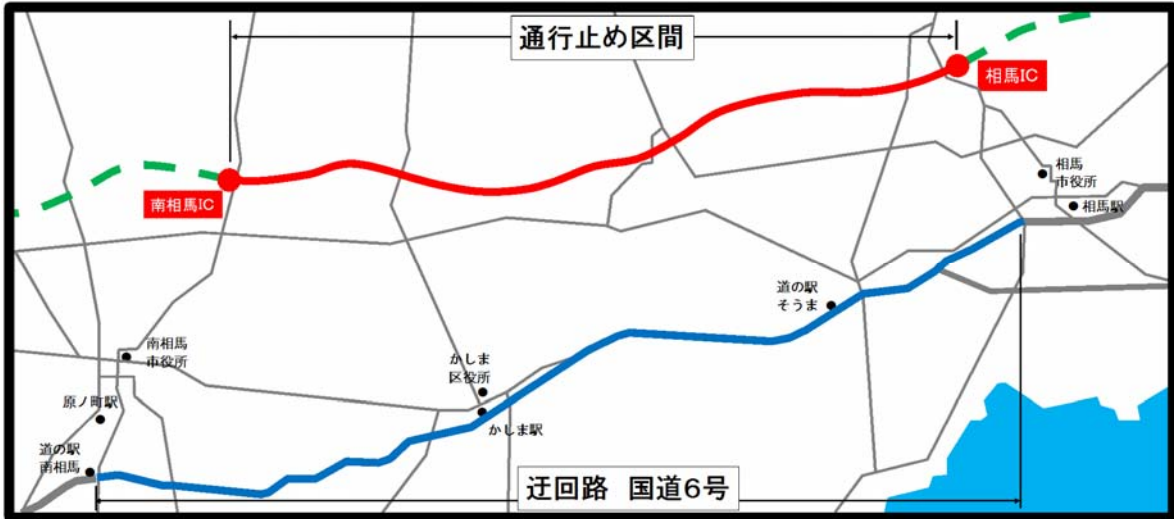 通行止め区間
相馬IC
南相馬IC
相馬
市役所
相馬駅
道の駅
そうま
南相馬
市役所
かしま
区役所
原ノ町駅
かしま駅
道の駅
南相馬
迂回路 国道6号